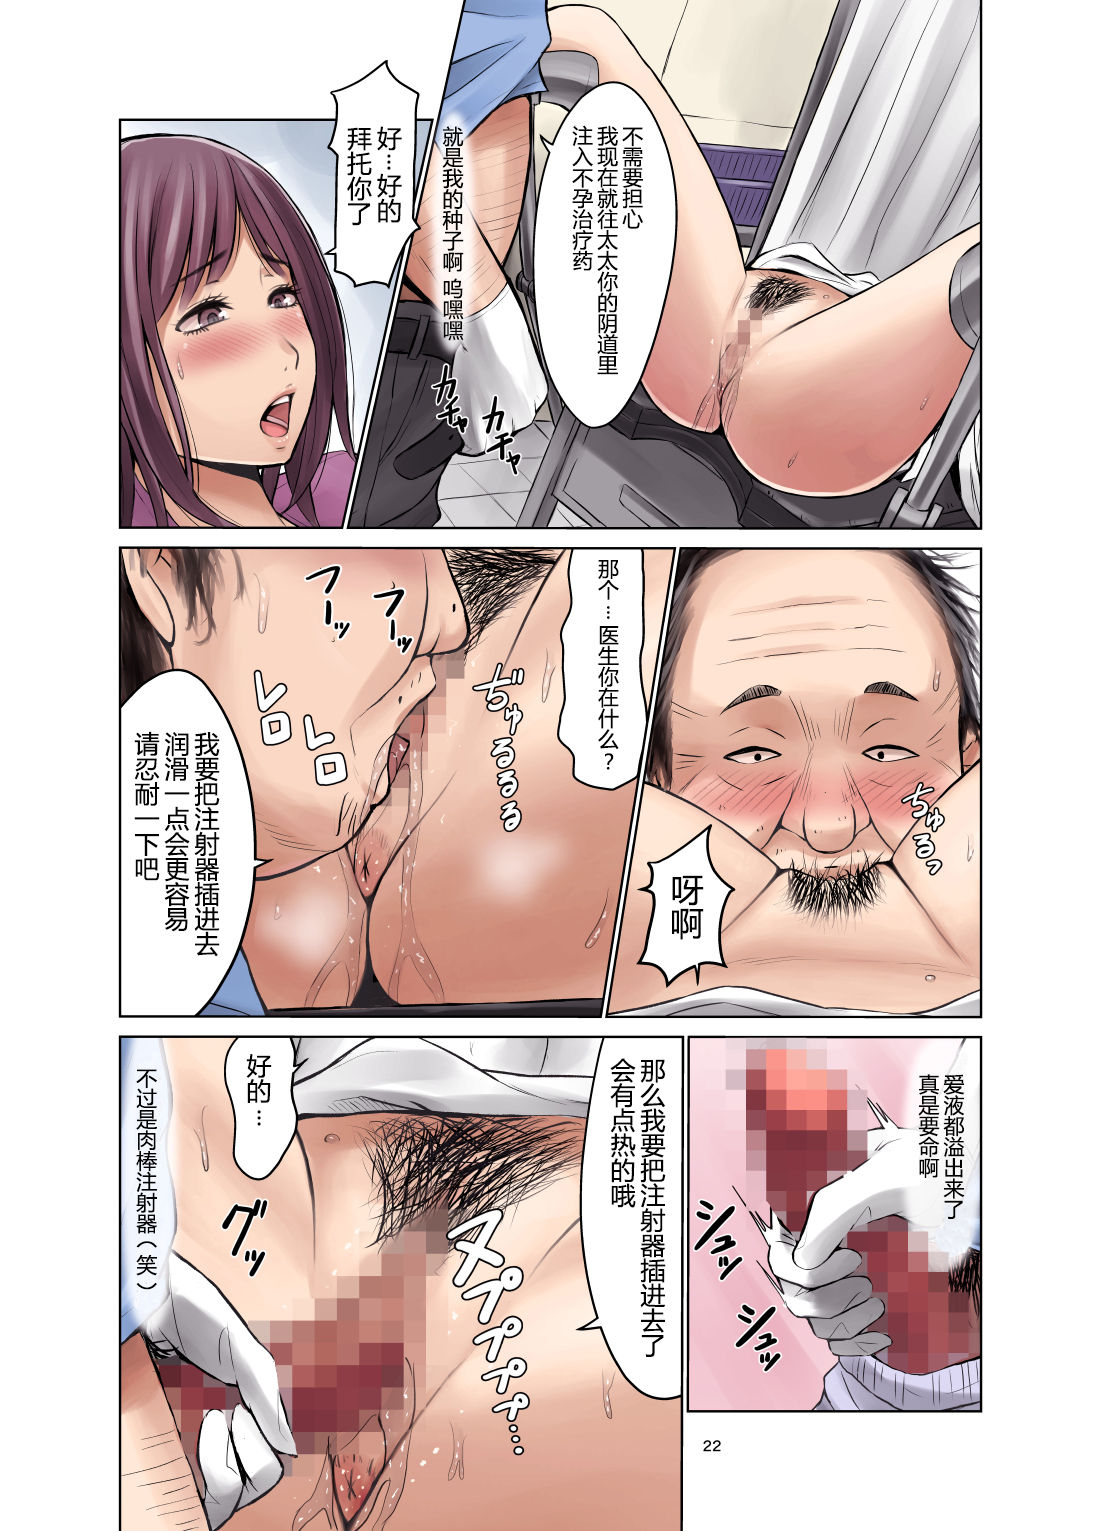 不需要担心
我现在就往太太你的阴道里
注入不孕治疗药
就是我的种子啊 呜嘿嘿
カチャ
カチャ
好…好的
拜托你了
ぢゅるっ
呀啊
那个…医生你在什么？
ぢゅるるる
フーッ
フーッ
レロ
レロ
我要把注射器插进去
润滑一点会更容易
请忍耐一下吧
爱液都溢出来了
真是要命啊
シュッ
シュッ
那么我要把注射器插进去了
会有点热的哦
好的…
ヌプププププ…
グッ
不过是肉棒注射器（笑）
22